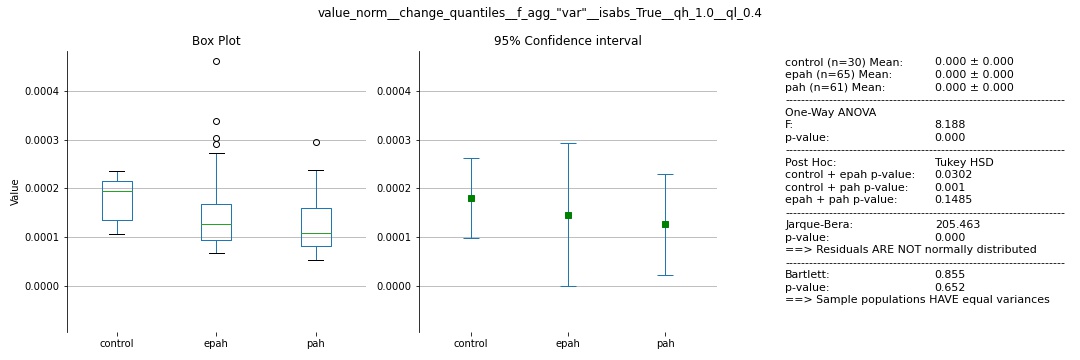 value_norm__change_quantiles__f_agg_"var"__isabs_True__qh_1.0__ql_0.4
Box Plot
Value
0.0004
0.0003
0.0002
0.0001
0.0000
control epah pah
95% Confidence interval
0.0004
0.0003
0.0002
0.0001
0.0000
control epah pah
control (n=30) Mean: 0.000 ± 0.000
epah (n=65) Mean: 0.000 ± 0.000
pah (n=61) Mean: 0.000 ± 0.000
One-Way ANOVA
F: 8.188
p-value: 0.000
Post Hoc: Tukey HSD
control + epah p-value: 0.0302
control + pah p-value: 0.001
epah + pah p-value: 0.1485
Jarque-Bera: 205.463
p-value: 0.000
==> Residuals ARE NOT normally distributed
Bartlett: 0.855
p-value: 0.652
==> Sample populations HAVE equal variances